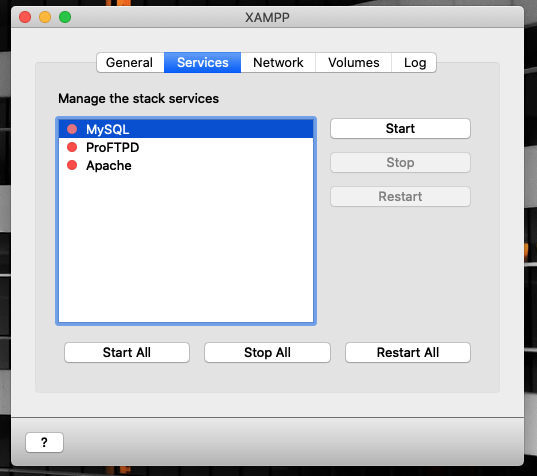 XAMPP
General Services Network Volumes Log
Manage the stack services
MySQL
ProFTPD
Apache
Start
Stop
Restart
Start All Stop All Restart All
?